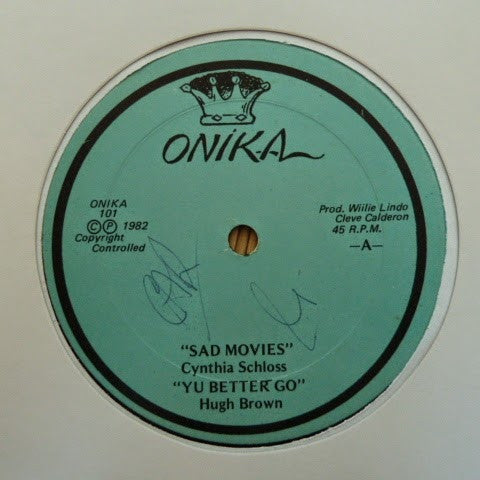 ONIKA
ONIKA
101
Ⓒ Ⓟ 1982
Copyright
Controlled
Prod. Wiilie Lindo
Cleve Calderon
45 R.P.M.
—A—
"SAD MOVIES"
Cynthia Schloss
"YU BETTER GO"
Hugh Brown